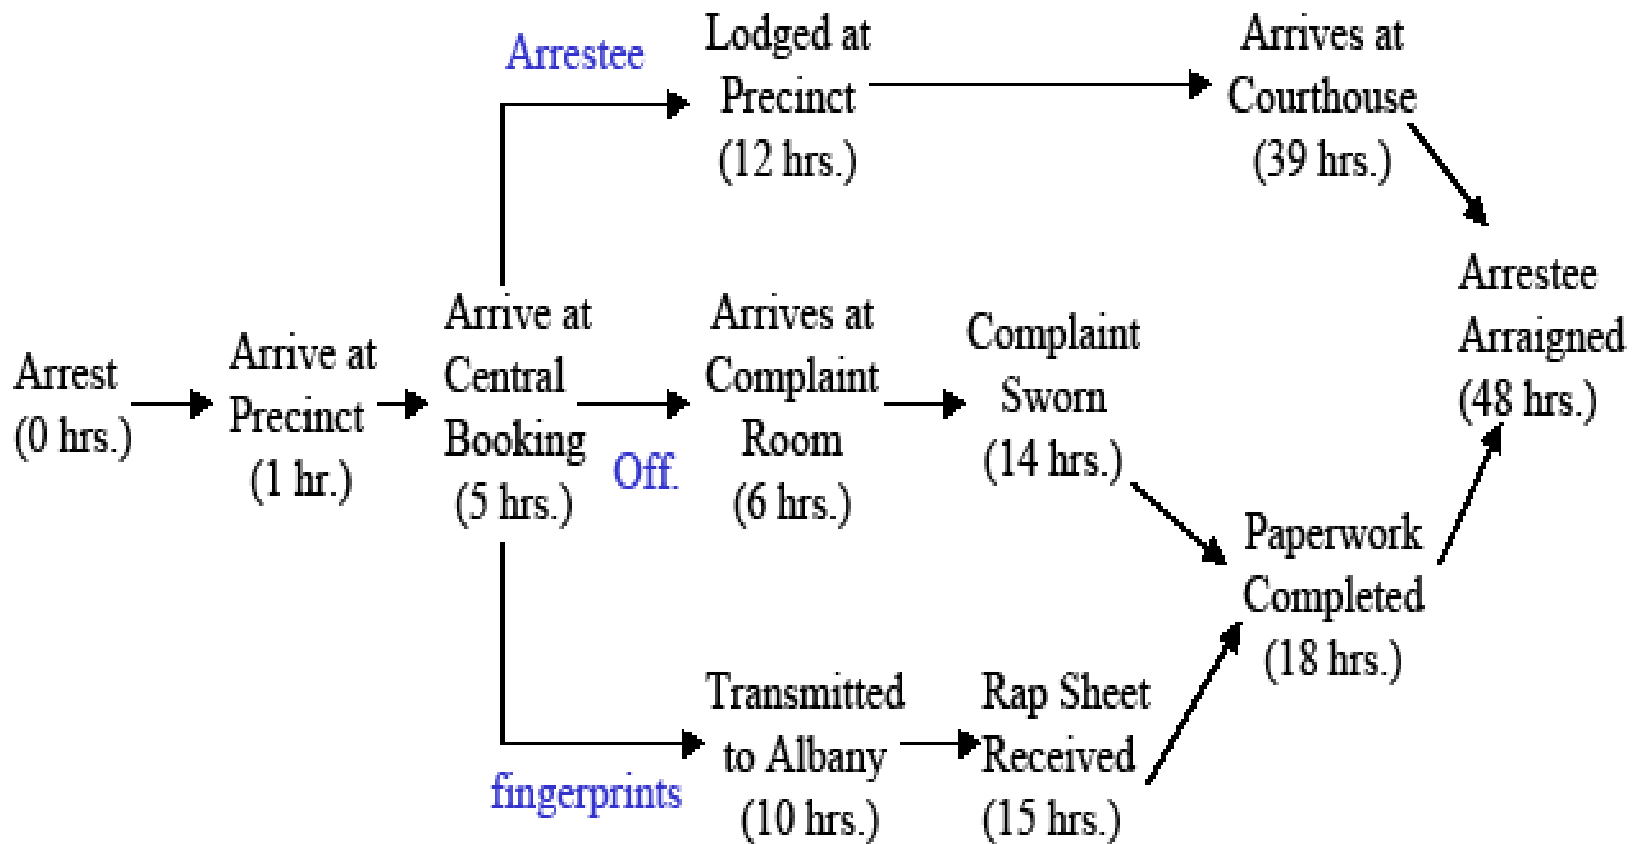 Arrestee
Lodged at
Precinct
(12 hrs.)
Arrives at
Courthouse
(39 hrs.)
Arrest
(0 hrs.)
Arrive at
Precinct
(1 hr.)
Arrive at
Central
Booking
(5 hrs.)
Off.
Arrives at
Complaint
Room
(6 hrs.)
Complaint
Sworn
(14 hrs.)
Arrestee
Arraigned
(48 hrs.)
Paperwork
Completed
(18 hrs.)
fingerprints
Transmitted
to Albany
(10 hrs.)
Rap Sheet
Received
(15 hrs.)